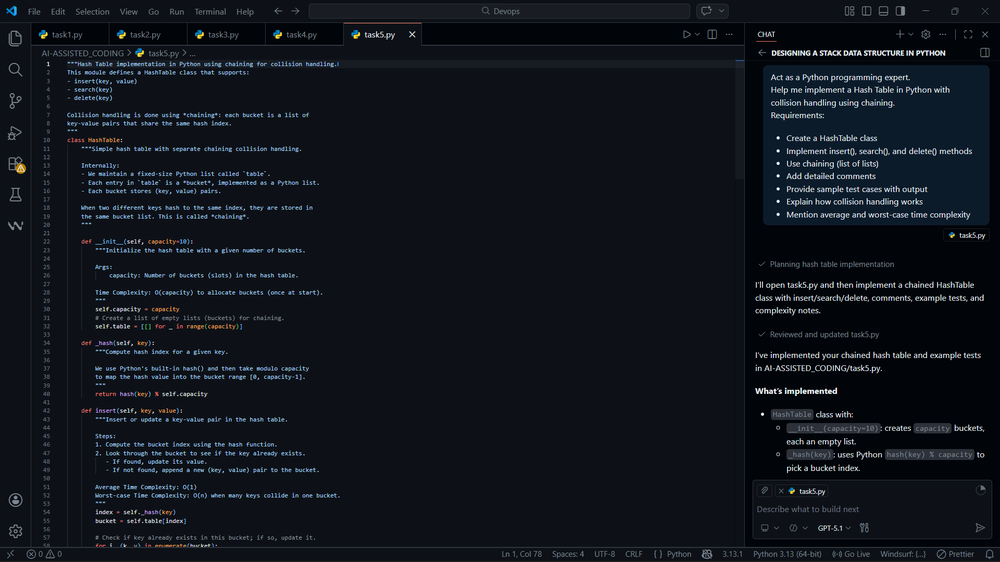 File Edit Selection View Go Run Terminal Help
Devops
task1.py
task2.py
task3.py
task4.py
task5.py
AI-ASSISTED_CODING > task5.py > ...
1 """Hash Table implementation in Python using chaining for collision handling.
2 This module defines a HashTable class that supports:
3 - insert(key, value)
4 - search(key)
5 - delete(key)
6
7 Collision handling is done using *chaining*: each bucket is a list of
8 key-value pairs that share the same hash index.
9 """
10 class HashTable:
11 """Simple hash table with separate chaining collision handling.
12
13 Internally:
14 - We maintain a fixed-size Python list called `table`.
15 - Each entry in `table` is a *bucket*, implemented as a Python list.
16 - Each bucket stores (key, value) pairs.
17
18 When two different keys hash to the same index, they are stored in
19 the same bucket list. This is called *chaining*.
20 """
21
22 def __init__(self, capacity=10):
23 """Initialize the hash table with a given number of buckets.
24
25 Args:
26 capacity: Number of buckets (slots) in the hash table.
27
28 Time Complexity: O(capacity) to allocate buckets (once at start).
29 """
30 self.capacity = capacity
31 # Create a list of empty lists (buckets) for chaining.
32 self.table = [[] for _ in range(capacity)]
33
34 def _hash(self, key):
35 """Compute hash index for a given key.
36
37 We use Python's built-in hash() and then take modulo capacity
38 to map the hash value into the bucket range [0, capacity-1].
39 """
40 return hash(key) % self.capacity
41
42 def insert(self, key, value):
43 """Insert or update a key-value pair in the hash table.
44
45 Steps:
46 1. Compute the bucket index using the hash function.
47 2. Look through the bucket to see if the key already exists.
48 - If found, update its value.
49 - If not found, append a new (key, value) pair to the bucket.
50
51 Average Time Complexity: O(1)
52 Worst-case Time Complexity: O(n) when many keys collide in one bucket.
53 """
54 index = self._hash(key)
55 bucket = self.table[index]
56
57 # Check if key already exists in this bucket; if so, update it.
58 for i, (k, v) in enumerate(bucket):
CHAT
DESIGNING A STACK DATA STRUCTURE IN PYTHON
Act as a Python programming expert.
Help me implement a Hash Table in Python with
collision handling using chaining.
Requirements:
• Create a HashTable class
• Implement insert(), search(), and delete() methods
• Use chaining (list of lists)
• Add detailed comments
• Provide sample test cases with output
• Explain how collision handling works
• Mention average and worst-case time complexity
task5.py
Planning hash table implementation
I'll open task5.py and then implement a chained HashTable
class with insert/search/delete, comments, example tests, and
complexity notes.
Reviewed and updated task5.py
I've implemented your chained hash table and example tests
in AI-ASSISTED_CODING/task5.py.
What's implemented
• HashTable class with:
__init__(capacity=10): creates capacity buckets,
each an empty list.
_hash(key): uses Python hash(key) % capacity to
pick a bucket index.
task5.py
Describe what to build next
GPT-5.1
0 0
Ln 1, Col 78 Spaces: 4 UTF-8 CRLF { } Python 3.13.1 Python 3.13 (64-bit) Go Live Windsurf: {...} Prettier